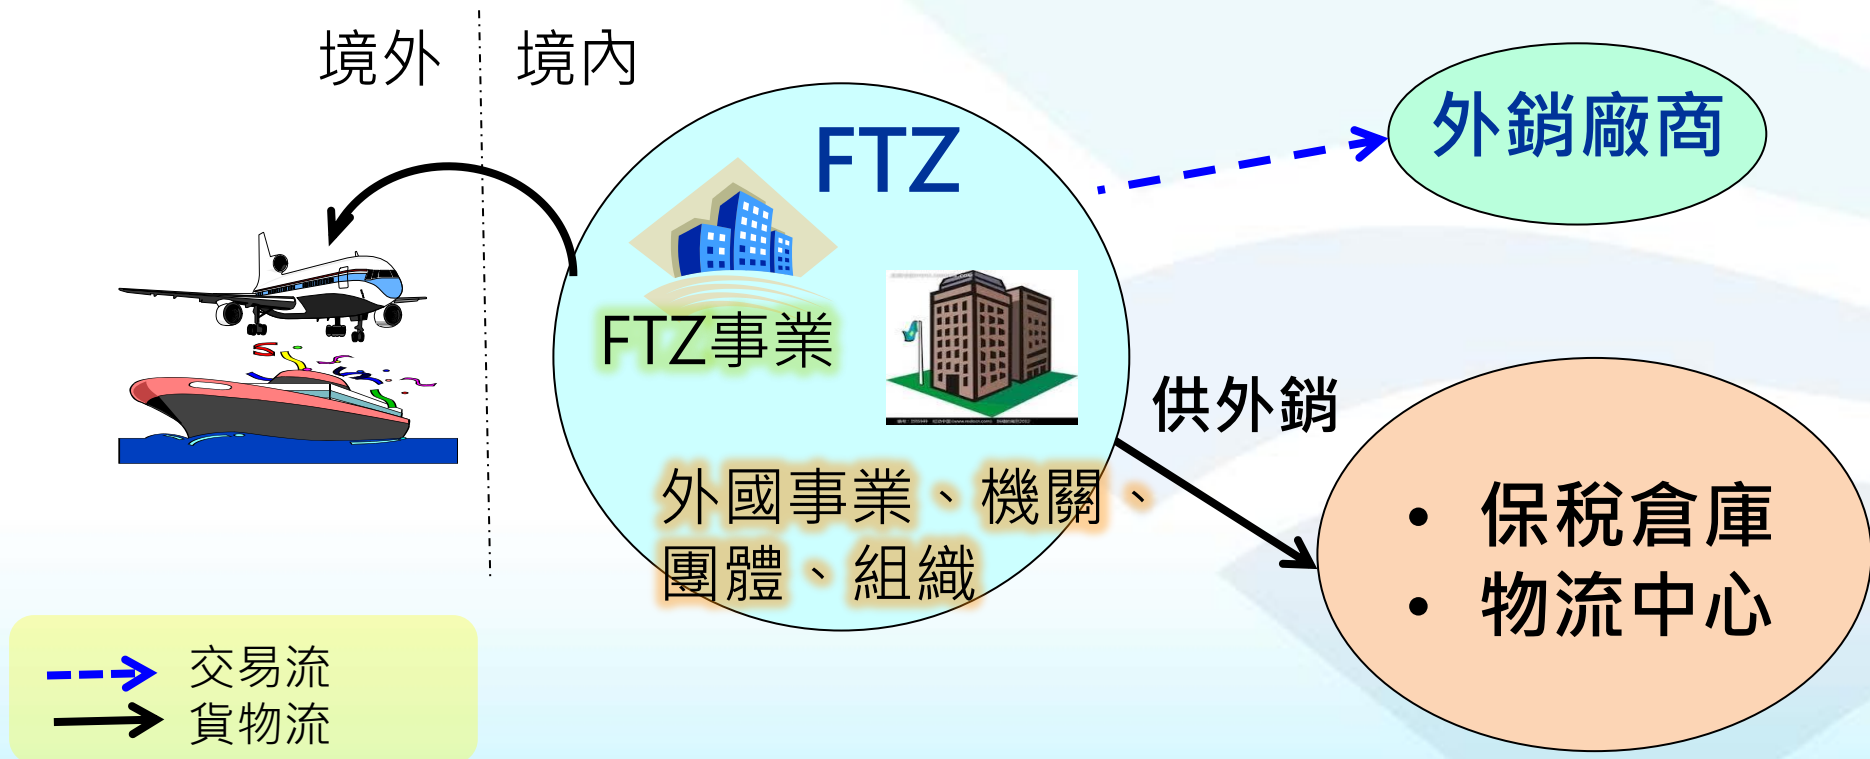 境外
境內
FTZ
外銷廠商
FTZ事業
供外銷
外國事業、機關、
團體、組織
• 保稅倉庫
• 物流中心
交易流
貨物流